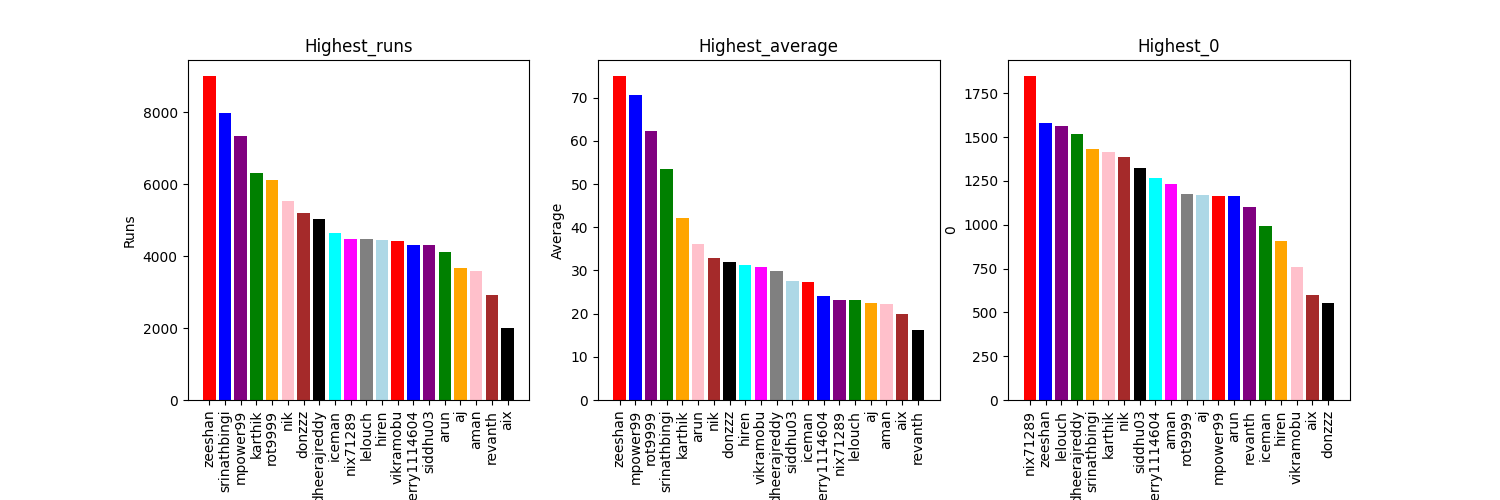 Highest_runs
Runs
8000
6000
4000
2000
0
zeeshan
srinathbingi
mpower99
karthik
rot9999
nik
donzzz
dheerajreddy
iceman
nix71289
lelouch
hiren
vikramobu
erry1114604
siddhu03
arun
aj
aman
revanth
aix
Highest_average
Average
70
60
50
40
30
20
10
0
zeeshan
mpower99
rot9999
srinathbingi
karthik
arun
nik
donzzz
hiren
vikramobu
dheerajreddy
siddhu03
iceman
erry1114604
nix71289
lelouch
aj
aman
aix
revanth
Highest_0
0
1750
1500
1250
1000
750
500
250
0
nix71289
zeeshan
lelouch
dheerajreddy
srinathbingi
karthik
nik
siddhu03
erry1114604
aman
rot9999
aj
mpower99
arun
revanth
iceman
hiren
vikramobu
aix
donzzz